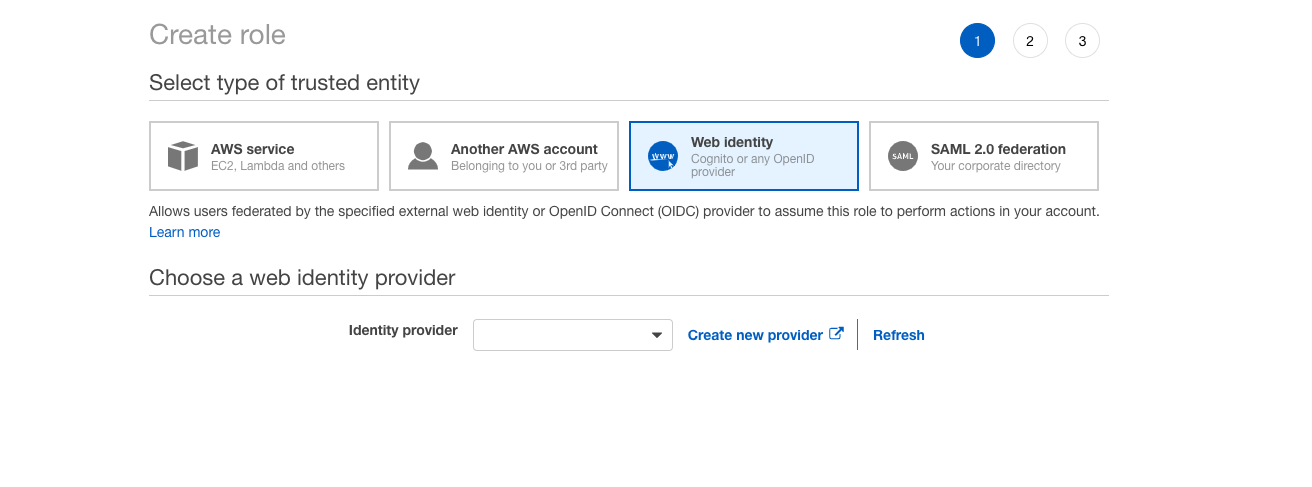 Create role
1 2 3
Select type of trusted entity
AWS service
EC2, Lambda and others
Another AWS account
Belonging to you or 3rd party
www
Web identity
Cognito or any OpenID
provider
SAML
SAML 2.0 federation
Your corporate directory
Allows users federated by the specified external web identity or OpenID Connect (OIDC) provider to assume this role to perform actions in your account.
Learn more
Choose a web identity provider
Identity provider
Create new provider
Refresh